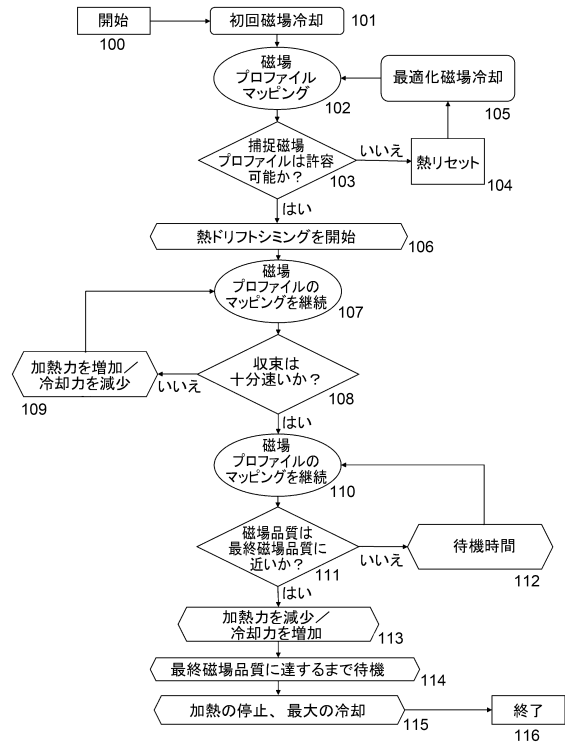 開始
100
初回磁場冷却
101
磁場
プロファイル
マッピング
102
最適化磁場冷却
105
捕捉磁場
プロファイルは許容
可能か？
103
いいえ
熱リセット
104
はい
熱ドリフトシミングを開始
106
磁場
プロファイルの
マッピングを継続
107
収束は
十分速いか？
108
いいえ
加熱力を増加／
冷却力を減少
109
はい
磁場
プロファイルの
マッピングを継続
110
磁場品質は
最終磁場品質に
近いか？
111
いいえ
待機時間
112
はい
加熱力を減少／
冷却力を増加
113
最終磁場品質に達するまで待機
114
加熱の停止、最大の冷却
115
終了
116